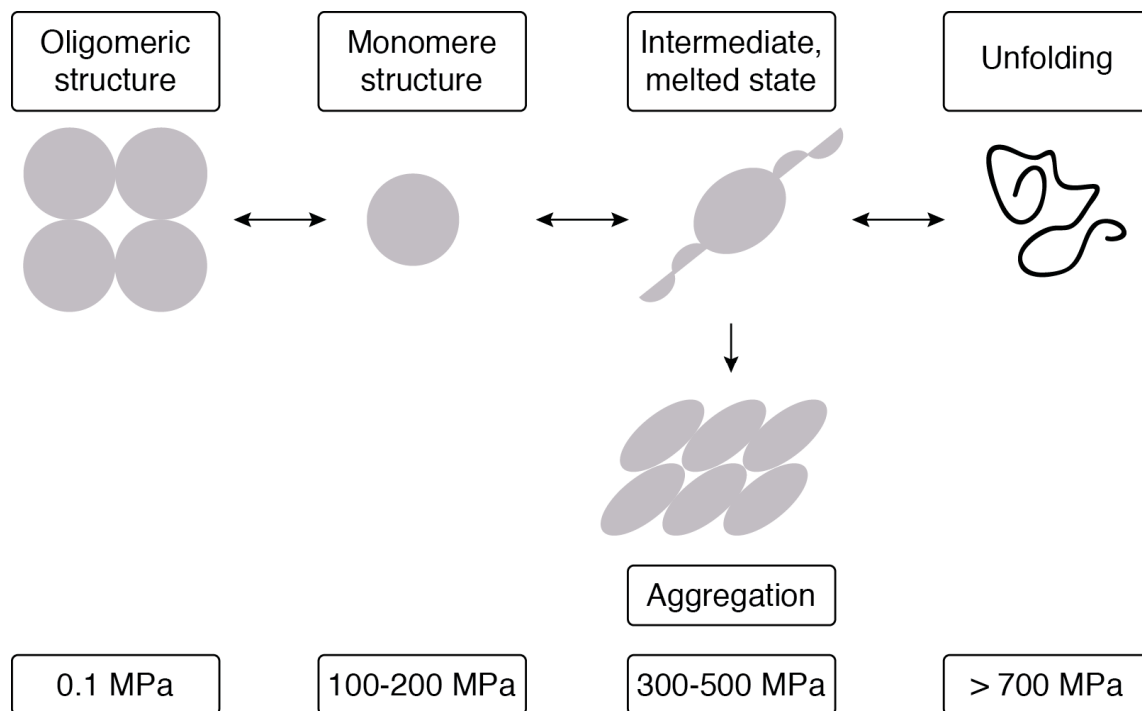 Oligomeric
structure
Monomere
structure
Intermediate,
melted state
Unfolding
Aggregation
0.1 MPa
100-200 MPa
300-500 MPa
> 700 MPa